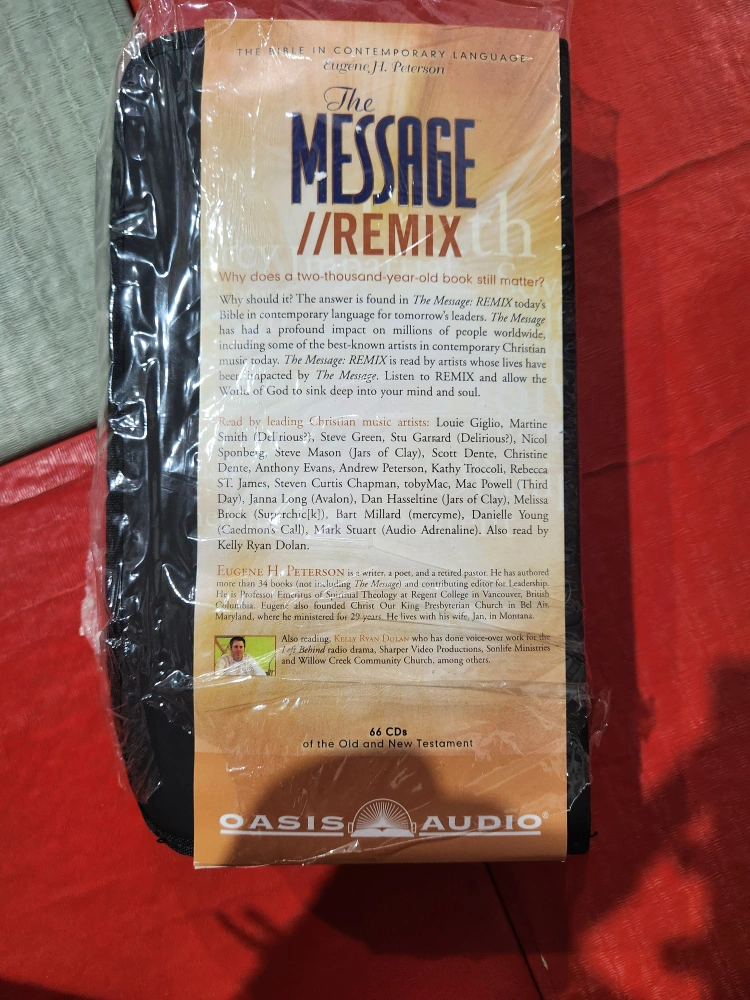 THE BIBLE IN CONTEMPORARY LANGUAGE
Eugene H. Peterson
The
MESSAGE
//REMIX
Why does a two-thousand-year-old book still matter?
Why should it? The answer is found in The Message: REMIX today's
Bible in contemporary language for tomorrow's leaders. The Message
has had a profound impact on millions of people worldwide,
including some of the best-known artists in contemporary Christian
music today. The Message: REMIX is read by artists whose lives have
been impacted by The Message. Listen to REMIX and allow the
World of God to sink deep into your mind and soul.
Read by leading Christian music artists: Louie Giglio, Martine
Smith (Delirious?), Steve Green, Stu Garrard (Delirious?), Nicol
Sponberg, Steve Mason (Jars of Clay), Scott Dente, Christine
Dente, Anthony Evans, Andrew Peterson, Kathy Troccoli, Rebecca
ST. James, Steven Curtis Chapman, tobyMac, Mac Powell (Third
Day), Janna Long (Avalon), Dan Hasseltine (Jars of Clay), Melissa
Brock (Superchic[k]), Bart Millard (mercyme), Danielle Young
(Caedmon's Call), Mark Stuart (Audio Adrenaline). Also read by
Kelly Ryan Dolan.
EUGENE H. PETERSON is a writer, a poet, and a retired pastor. He has authored
more than 34 books (not including The Message) and contributing editor for Leadership.
He is Professor Emeritus of Spiritual Theology at Regent College in Vancouver, British
Columbia. Eugene also founded Christ Our King Presbyterian Church in Bel Air,
Maryland, where he ministered for 29 years. He lives with his wife, Jan, in Montana.
Also reading, KELLY RYAN DOLAN who has done voice-over work for the
Left Behind radio drama, Sharper Video Productions, Sonlife Ministries
and Willow Creek Community Church, among others.
66 CDs
of the Old and New Testament
OASIS AUDIO®